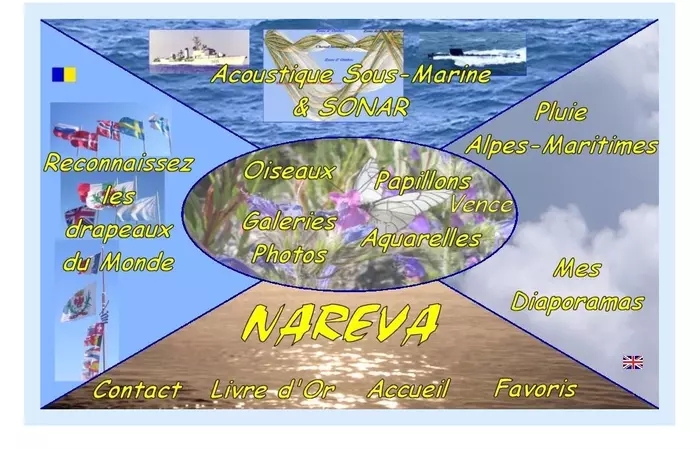 Acoustique Sous-Marine
& SONAR
Pluie
Alpes-Maritimes
Reconnaissez
les
drapeaux
du Monde
Oiseaux
Papillons
Vence
Galeries
Photos
Aquarelles
Mes
Diaporamas
NAREVA
Contact
Livre d'Or
Accueil
Favoris